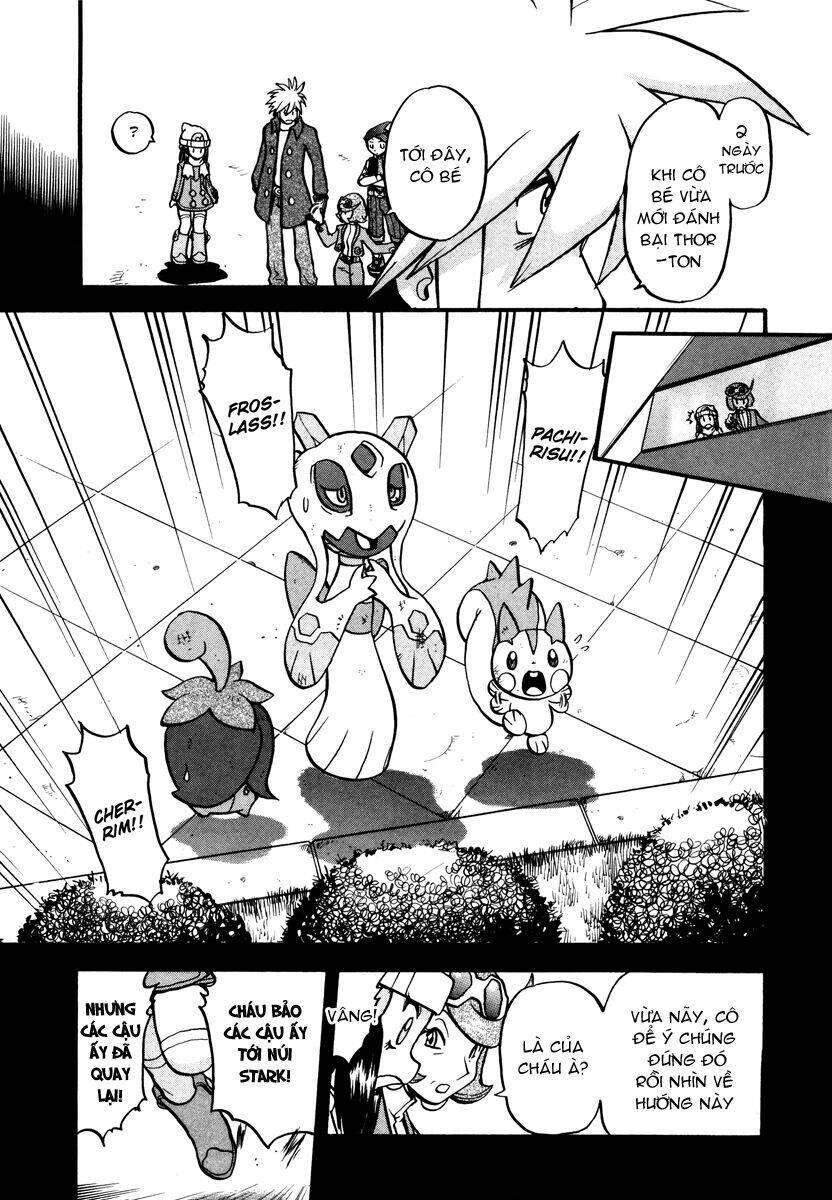 2
NGÀY
TRƯỚC
KHI CÔ
BÉ VỪA
MỚI ĐÁNH
BẠI THOR
-TON
TỚI ĐÂY,
CÔ BÉ
?
PACHI-
RISU!!
FROS-
LASS!!
CHER-
RIM!!
VỪA NÃY, CÔ
ĐỂ Ý CHÚNG
ĐỨNG ĐÓ
RỒI NHÌN VỀ
HƯỚNG NÀY
LÀ CỦA
CHÁU À?
VÂNG!
CHÁU BẢO
CÁC CẬU ẤY
TỚI NÚI
STARK!
NHƯNG
CÁC CẬU
ẤY ĐÃ
QUAY
LẠI!